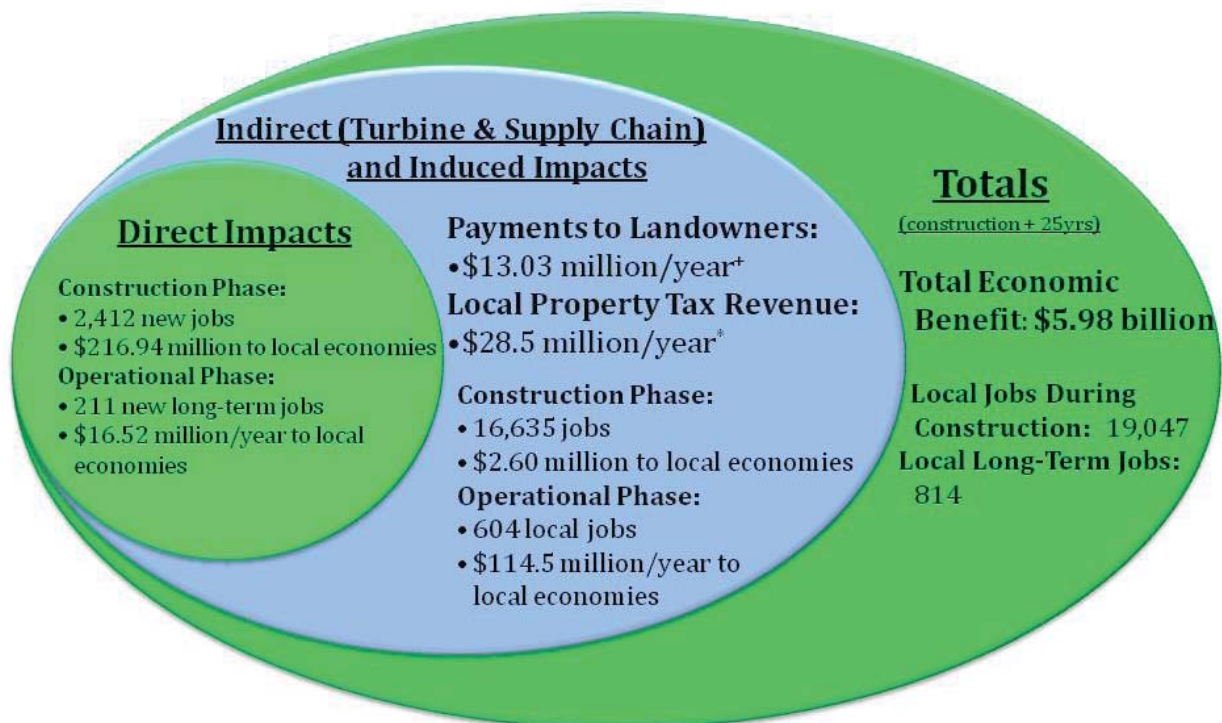 Indirect (Turbine & Supply Chain)
and Induced Impacts
Direct Impacts
Construction Phase:
• 2,412 new jobs
• $216.94 million to local economies
Operational Phase:
• 211 new long-term jobs
• $16.52 million/year to local
economies
Payments to Landowners:
• $13.03 million/year⁺
Local Property Tax Revenue:
• $28.5 million/year*
Construction Phase:
• 16,635 jobs
• $2.60 million to local economies
Operational Phase:
• 604 local jobs
• $114.5 million/year to
local economies
Totals
(construction + 25yrs)
Total Economic
Benefit: $5.98 billion
Local Jobs During
Construction: 19,047
Local Long-Term Jobs:
814